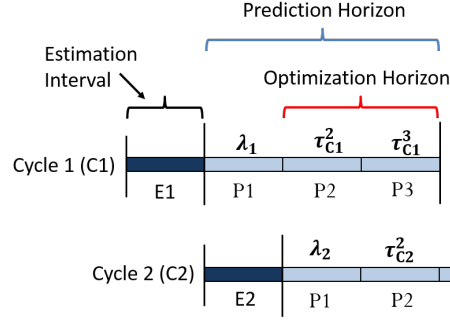 Prediction Horizon
Estimation
Interval
Optimization Horizon
λ₁ τ²C1 τ³C1
Cycle 1 (C1)
E1 P1 P2 P3
λ₂ τ²C2
Cycle 2 (C2)
E2 P1 P2